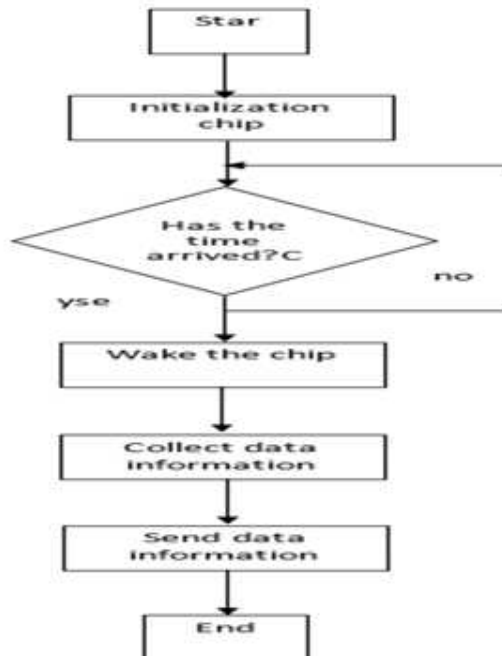 Star
Initialization
chip
Has the
time
arrived?C
no
yse
Wake the chip
Collect data
information
Send data
information
End